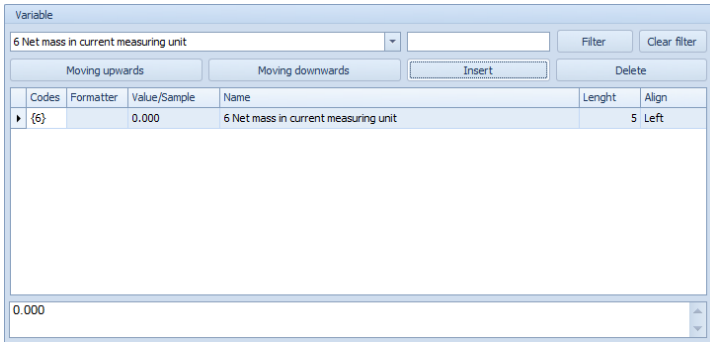 Variable
6 Net mass in current measuring unit
Filter
Clear filter
Moving upwards
Moving downwards
Insert
Delete
Codes Formatter Value/Sample Name Lenght Align
{6} 0.000 6 Net mass in current measuring unit 5 Left
0.000